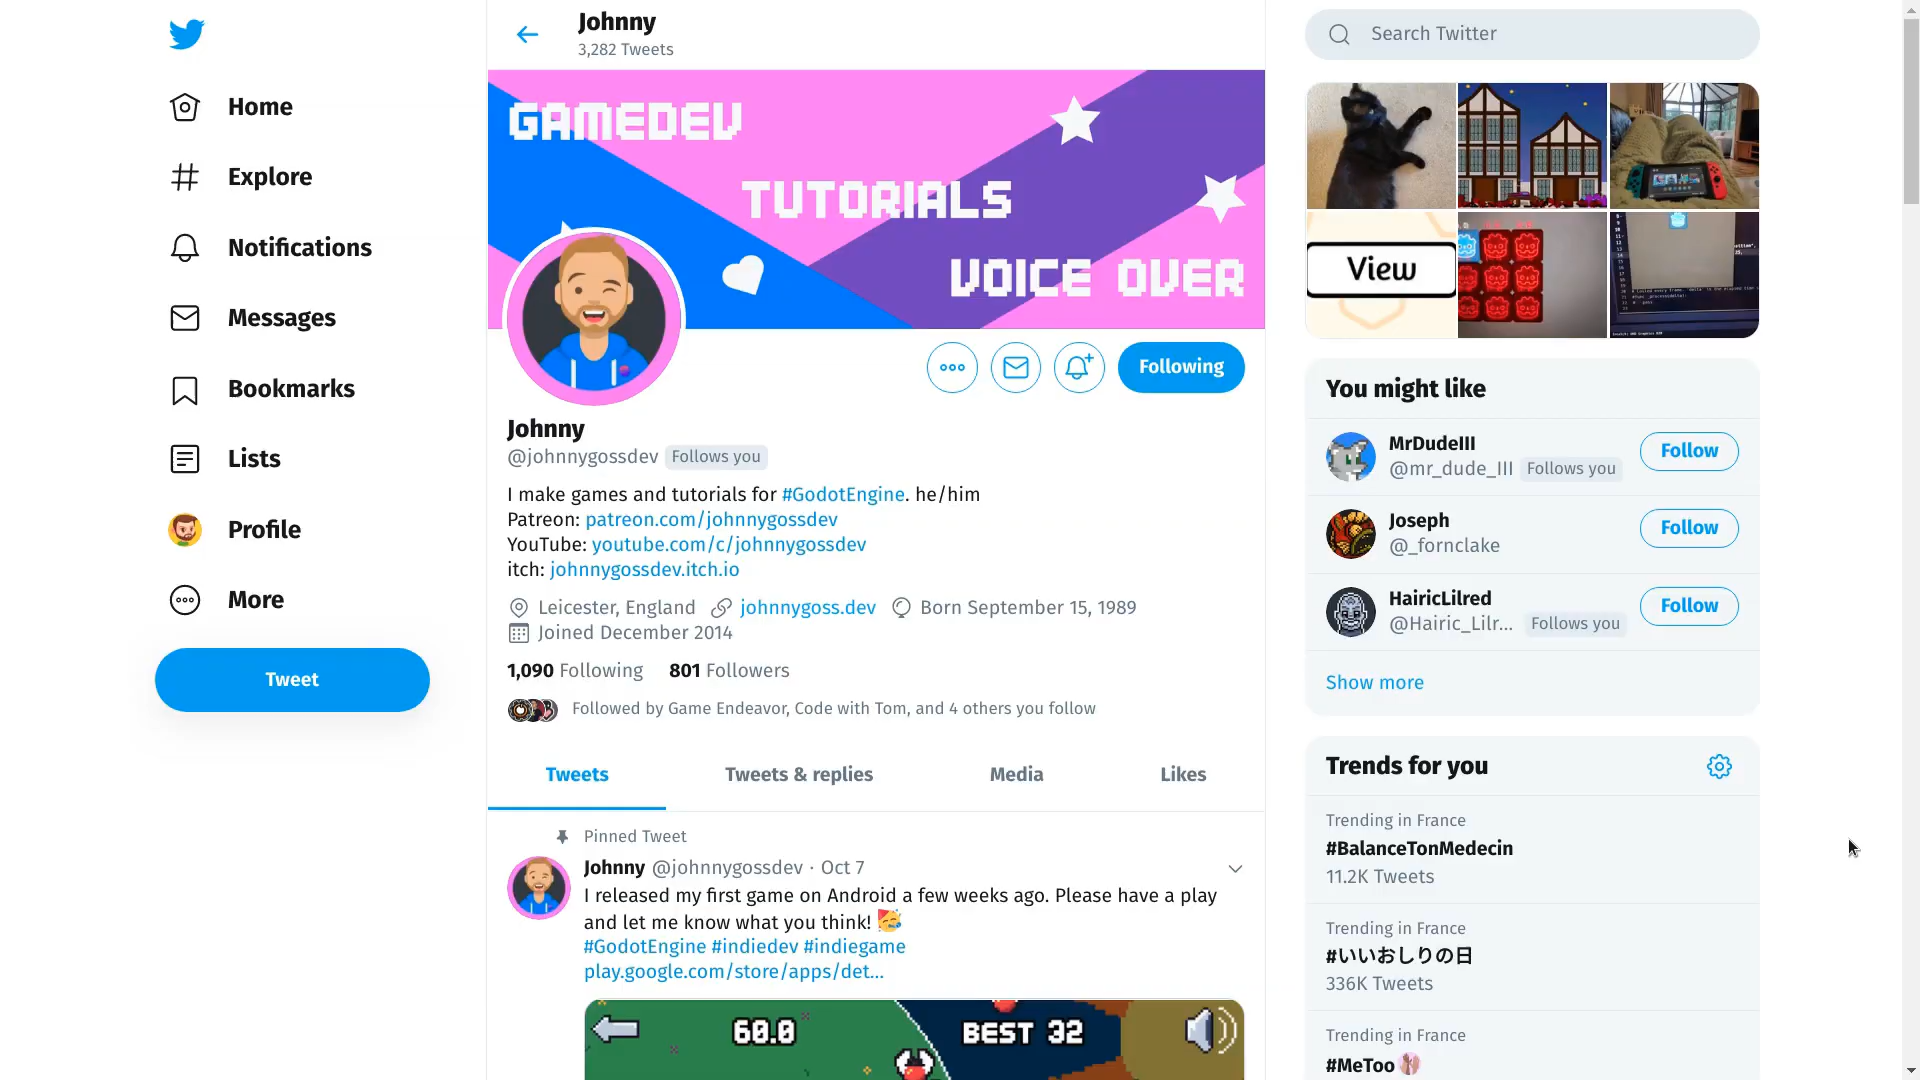 Johnny
3,282 Tweets
Search Twitter
Home
Explore
Notifications
Messages
Bookmarks
Lists
Profile
More
Tweet
GAMEDEV
TUTORIALS
VOICE OVER
Following
Johnny
@johnnygossdev Follows you
I make games and tutorials for #GodotEngine. he/him
Patreon: patreon.com/johnnygossdev
YouTube: youtube.com/c/johnnygossdev
itch: johnnygossdev.itch.io
Leicester, England johnnygoss.dev Born September 15, 1989
Joined December 2014
1,090 Following 801 Followers
Followed by Game Endeavor, Code with Tom, and 4 others you follow
Tweets Tweets & replies Media Likes
Pinned Tweet
Johnny @johnnygossdev · Oct 7
I released my first game on Android a few weeks ago. Please have a play
and let me know what you think! 🥳
#GodotEngine #indiedev #indiegame
play.google.com/store/apps/det...
60.0 BEST 32
View
You might like
MrDudeIII
@mr_dude_III Follows you
Follow
Joseph
@_fornclake
Follow
HairicLilred
@Hairic_Lilr... Follows you
Follow
Show more
Trends for you
Trending in France
#BalanceTonMedecin
11.2K Tweets
Trending in France
#いいおしりの日
336K Tweets
Trending in France
#MeToo